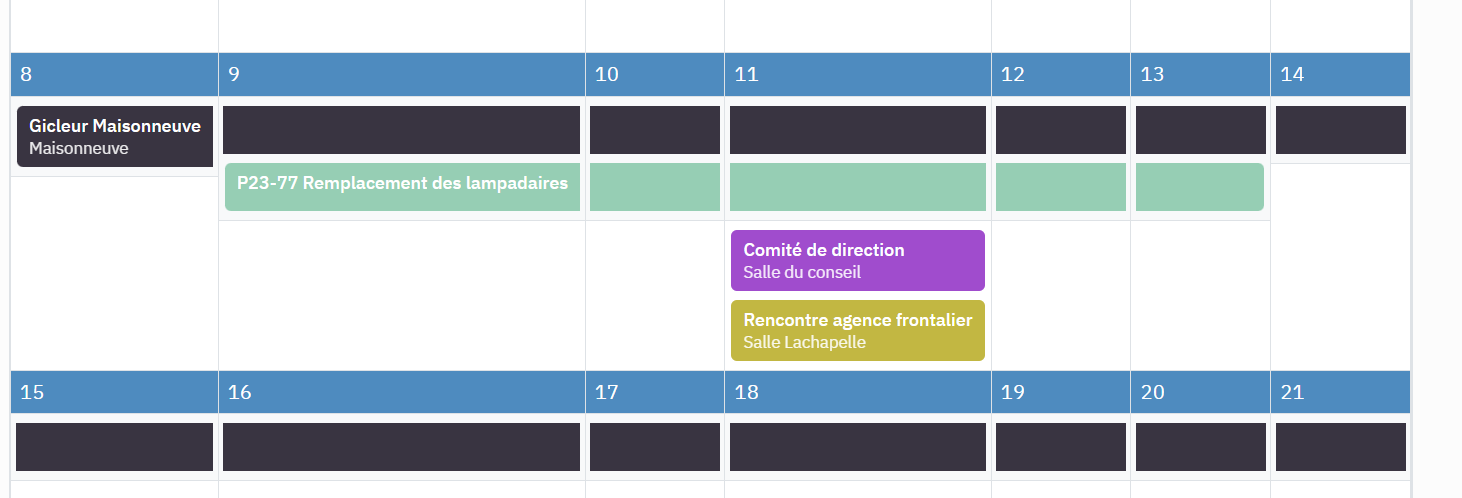 8
9
10
11
12
13
14
Gicleur Maisonneuve
Maisonneuve
P23-77 Remplacement des lampadaires
Comité de direction
Salle du conseil
Rencontre agence frontalier
Salle Lachapelle
15
16
17
18
19
20
21